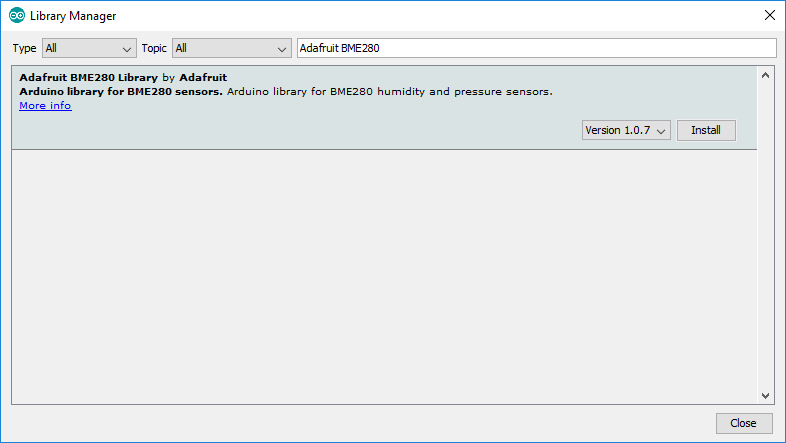 Library Manager
Type All Topic All Adafruit BME280
Adafruit BME280 Library by Adafruit
Arduino library for BME280 sensors. Arduino library for BME280 humidity and pressure sensors.
More info
Version 1.0.7 Install
Close